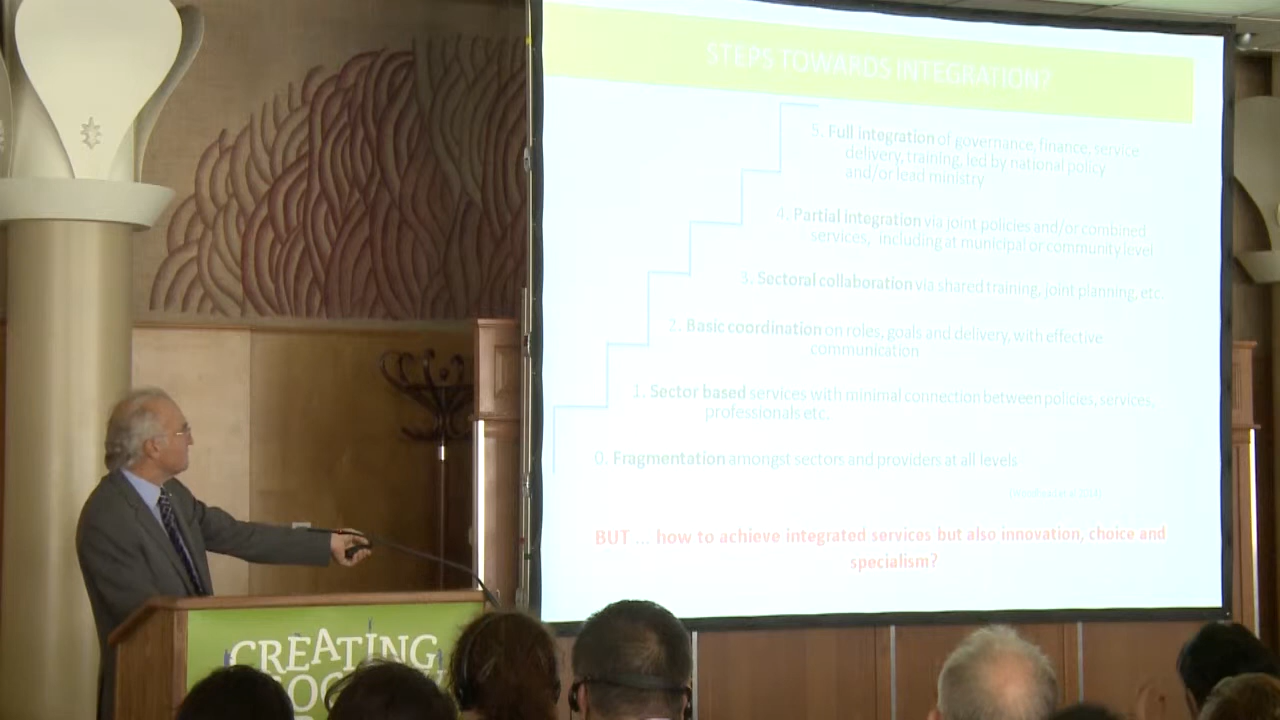 STEPS TOWARDS INTEGRATION?
5. Full integration of governance, finance, service
delivery, training, led by national policy
and/or lead ministry
4. Partial integration via joint policies and/or combined
services, including at municipal or community level
3. Sectoral collaboration via shared training, joint planning, etc.
2. Basic coordination on roles, goals and delivery, with effective
communication
1. Sector based services with minimal connection between policies, services,
professionals etc.
0. Fragmentation amongst sectors and providers at all levels
BUT ... how to achieve integrated services but also innovation, choice and
specialism?
CREATING